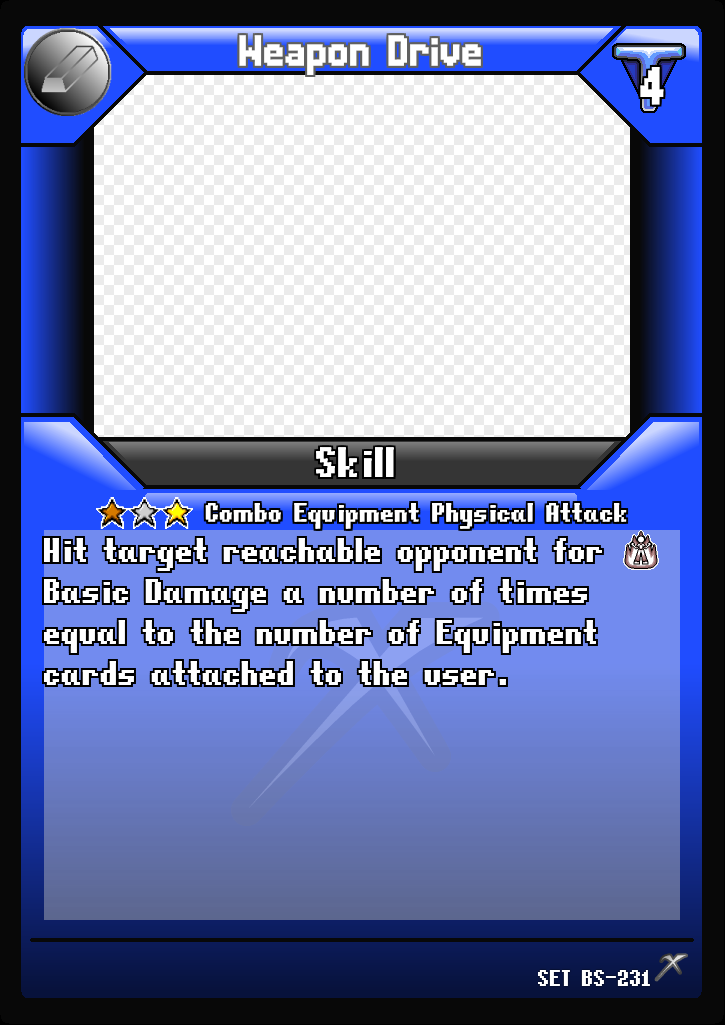 Weapon Drive
4
Skill
Combo Equipment Physical Attack
Hit target reachable opponent for
Basic Damage a number of times
equal to the number of Equipment
cards attached to the user.
SET BS-231